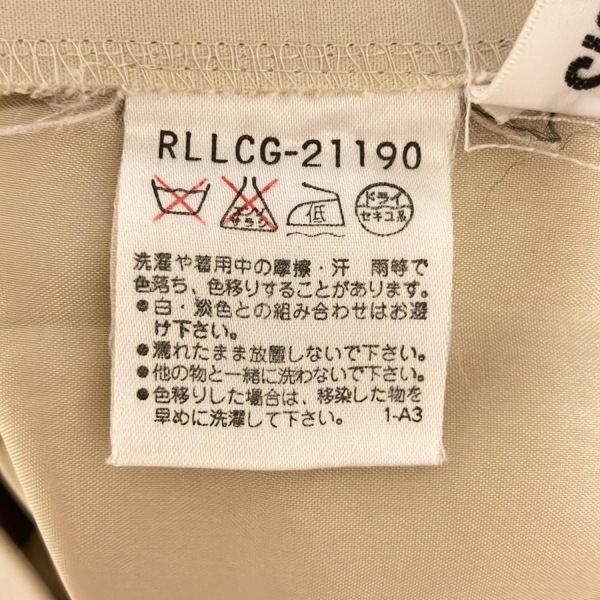 RLLCG-21190
エンソ
サラシ
低
ドライ
セキユ系
洗濯や着用中の摩擦・汗 雨等で
色落ち、色移りすることがあります。
●白・淡色との組み合わせはお避
け下さい。
●濡れたまま放置しないで下さい。
●他の物と一緒に洗わないで下さい。
●色移りした場合は、移染した物を
早めに洗濯して下さい。 1-A3